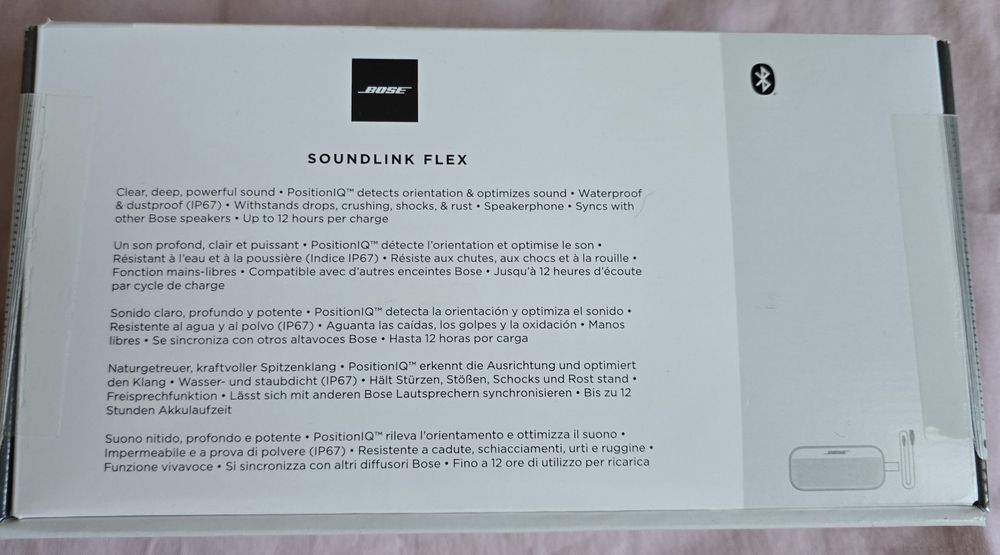 BOSE
SOUNDLINK FLEX
Clear, deep, powerful sound • PositionIQ™ detects orientation & optimizes sound • Waterproof
& dustproof (IP67) • Withstands drops, crushing, shocks, & rust • Speakerphone • Syncs with
other Bose speakers • Up to 12 hours per charge
Un son profond, clair et puissant • PositionIQ™ détecte l'orientation et optimise le son •
Résistant à l'eau et à la poussière (Indice IP67) • Résiste aux chutes, aux chocs et à la rouille •
Fonction mains-libres • Compatible avec d'autres enceintes Bose • Jusqu'à 12 heures d'écoute
par cycle de charge
Sonido claro, profundo y potente • PositionIQ™ detecta la orientación y optimiza el sonido •
Resistente al agua y al polvo (IP67) • Aguanta las caídas, los golpes y la oxidación • Manos
libres • Se sincroniza con otros altavoces Bose • Hasta 12 horas por carga
Naturgetreuer, kraftvoller Spitzenklang • PositionIQ™ erkennt die Ausrichtung und optimiert
den Klang • Wasser- und staubdicht (IP67) • Hält Stürzen, Stößen, Schocks und Rost stand •
Freisprechfunktion • Lässt sich mit anderen Bose Lautsprechern synchronisieren • Bis zu 12
Stunden Akkulaufzeit
Suono nitido, profondo e potente • PositionIQ™ rileva l'orientamento e ottimizza il suono •
Impermeabile e a prova di polvere (IP67) • Resistente a cadute, schiacciamenti, urti e ruggine •
Funzione vivavoce • Si sincronizza con altri diffusori Bose • Fino a 12 ore di utilizzo per ricarica
BOSE